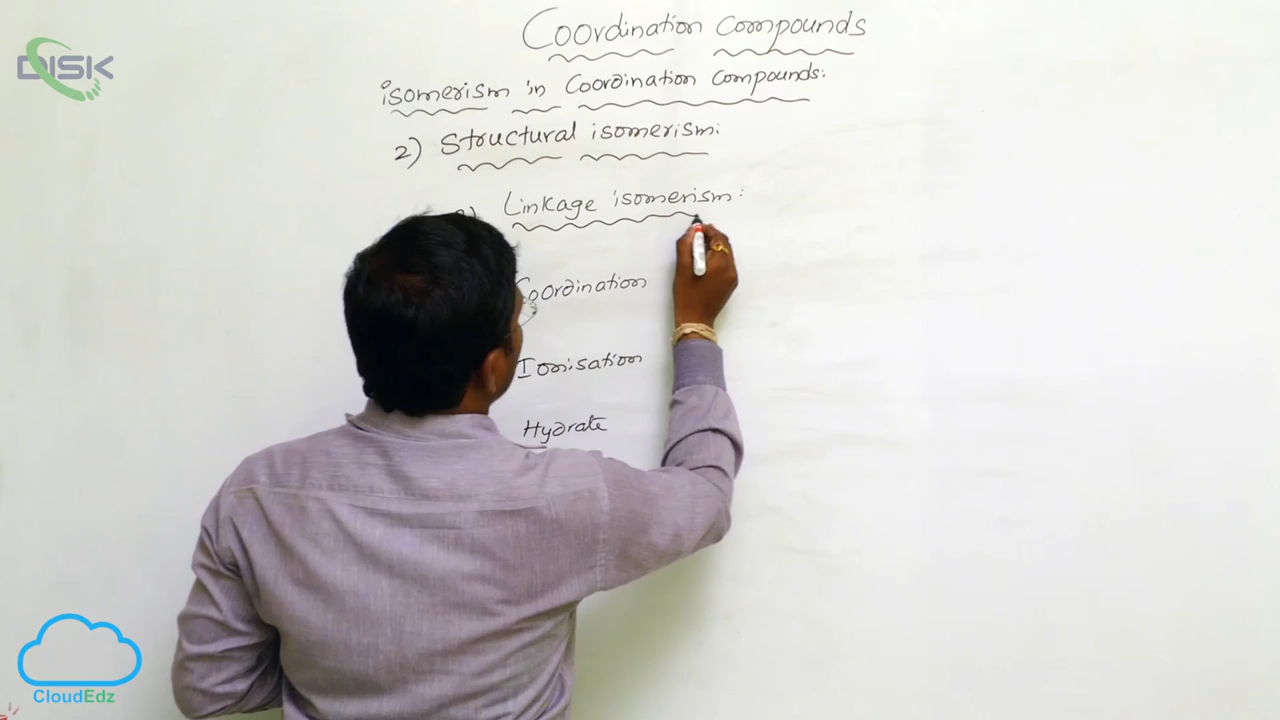 DISK
Coordination compounds
isomerism in Coordination compounds:
2) Structural isomerism:
Linkage isomerism:
Coordination
Ionisation
Hydrate
CloudEdz